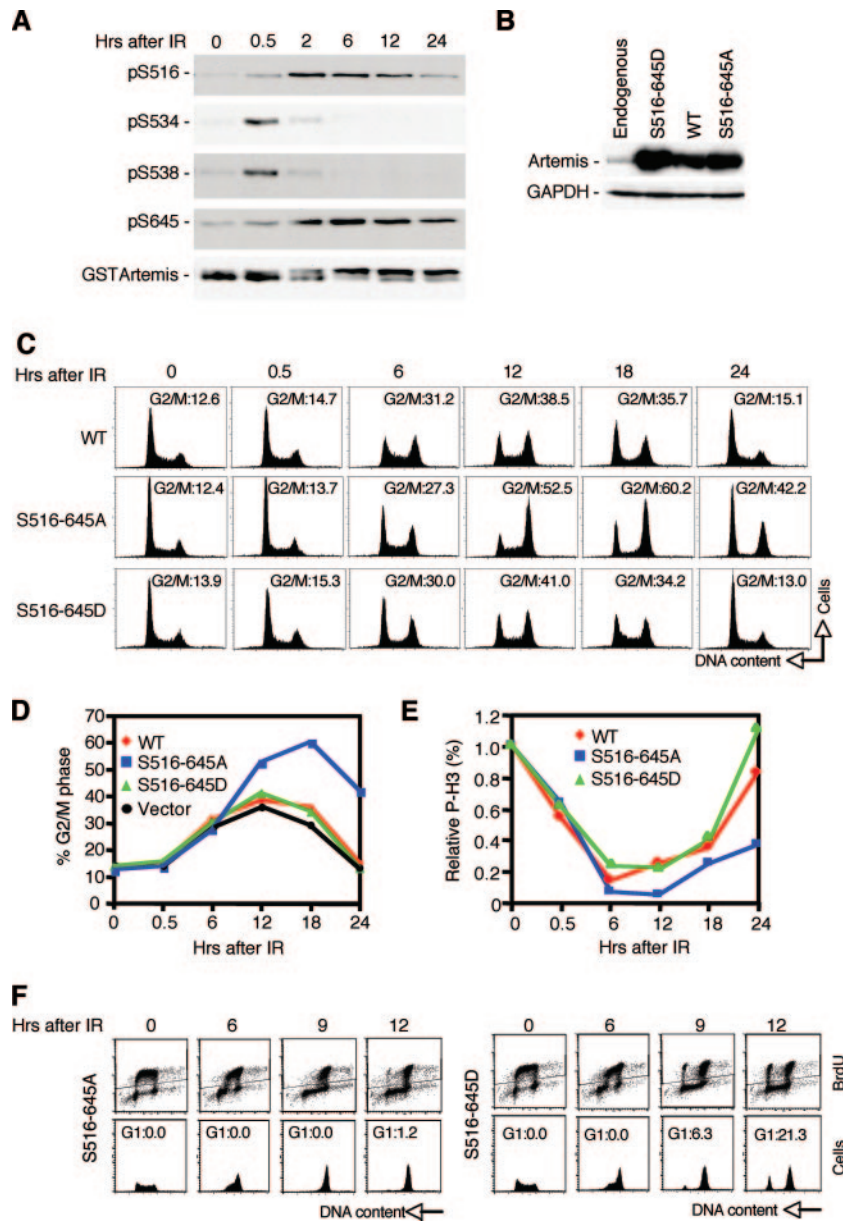 A
Hrs after IR 0 0.5 2 6 12 24
pS516 -
pS534 -
pS538 -
pS645 -
GSTArtemis -
B
Endogenous
S516-645D
WT
S516-645A
Artemis -
GAPDH -
C
Hrs after IR 0 0.5 6 12 18 24
WT
G2/M:12.6 G2/M:14.7 G2/M:31.2 G2/M:38.5 G2/M:35.7 G2/M:15.1
S516-645A
G2/M:12.4 G2/M:13.7 G2/M:27.3 G2/M:52.5 G2/M:60.2 G2/M:42.2
S516-645D
G2/M:13.9 G2/M:15.3 G2/M:30.0 G2/M:41.0 G2/M:34.2 G2/M:13.0
Cells
DNA content
D
% G2/M phase
70
60
50
40
30
20
10
0
WT
S516-645A
S516-645D
Vector
0 0.5 6 12 18 24
Hrs after IR
E
Relative P-H3 (%)
1.2
1.0
0.8
0.6
0.4
0.2
0
WT
S516-645A
S516-645D
0 0.5 6 12 18 24
Hrs after IR
F
Hrs after IR 0 6 9 12
S516-645A
G1:0.0 G1:0.0 G1:0.0 G1:1.2
DNA content
0 6 9 12
S516-645D
BrdU
G1:0.0 G1:0.0 G1:6.3 G1:21.3
Cells
DNA content